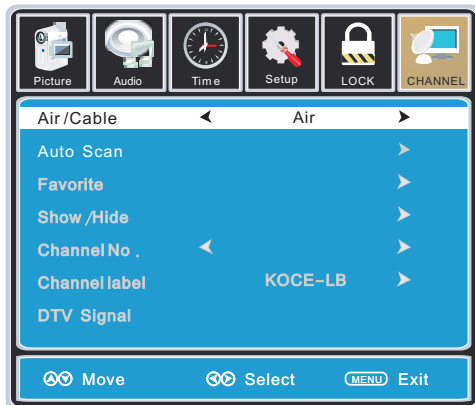 Picture Audio Time Setup LOCK CHANNEL
Air/Cable Air
Auto Scan
Favorite
Show/Hide
Channel No.
Channel label KOCE-LB
DTV Signal
Move Select MENU Exit